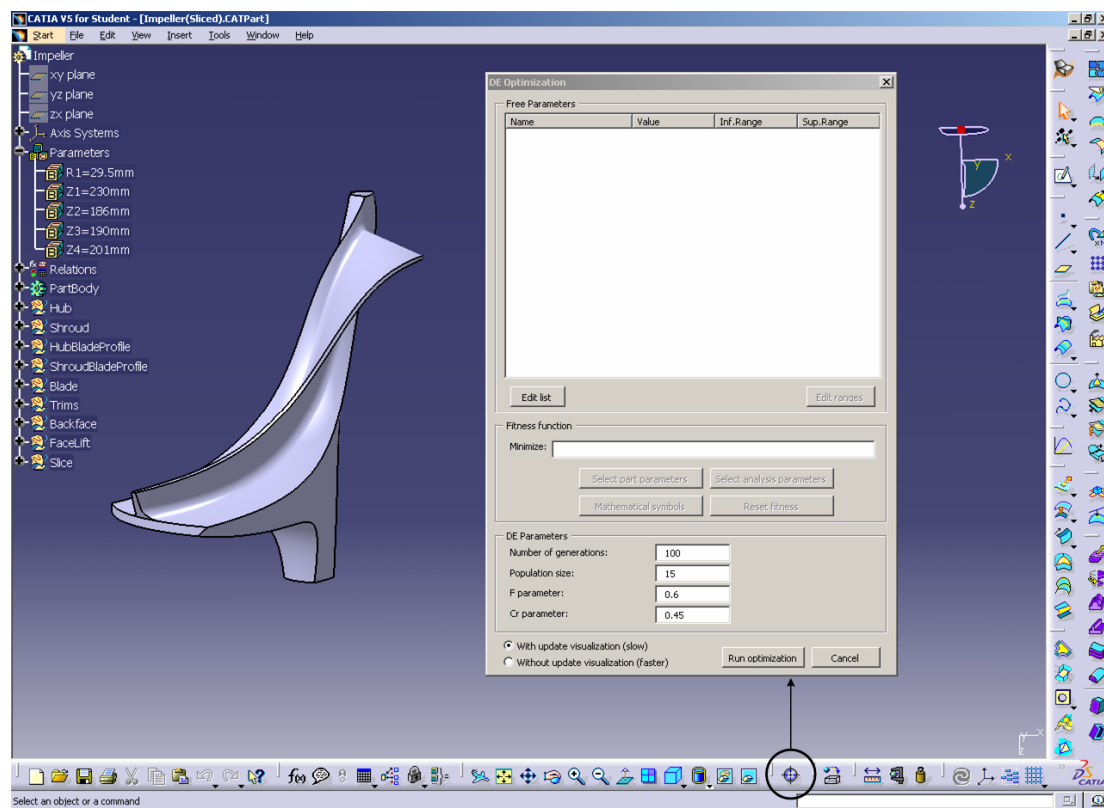 CATIA V5 for Student - [Impeller(Sliced).CATPart]
Start File Edit View Insert Tools Window Help
Impeller
xy plane
yz plane
zx plane
Axis Systems
Parameters
R1=29.5mm
Z1=230mm
Z2=186mm
Z3=190mm
Z4=201mm
Relations
PartBody
Hub
Shroud
HubBladeProfile
ShroudBladeProfile
Blade
Trims
Backface
FaceLift
Slice
DE Optimization
Free Parameters
Name Value Inf.Range Sup.Range
Edit list Edit ranges
Fitness function
Minimize:
Select part parameters Select analysis parameters
Mathematical symbols Reset fitness
DE Parameters
Number of generations: 100
Population size: 15
F parameter: 0.6
Cr parameter: 0.45
With update visualization (slow)
Without update visualization (faster)
Run optimization Cancel
x
y
z
x
y
z
f(x)
CATIA
Select an object or a command